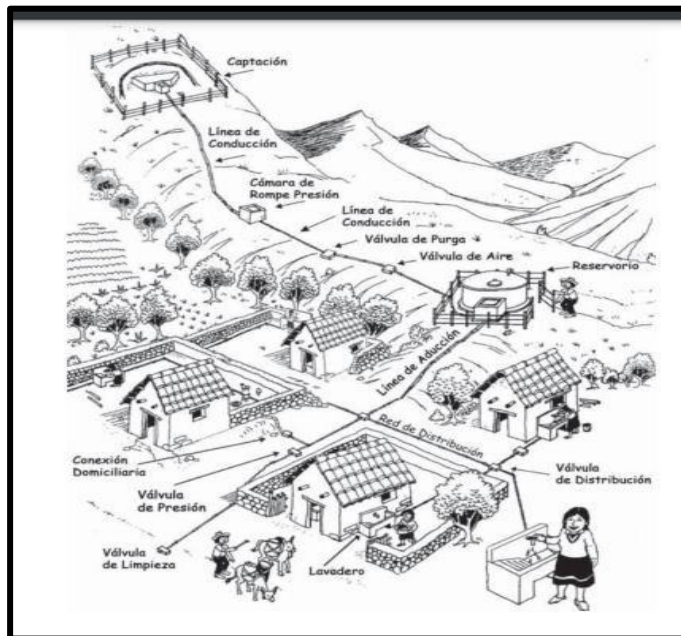 Captación
Línea de
Conducción
Cámara de
Rompe Presión
Línea de
Conducción
Válvula de Purga
Válvula de Aire
Reservorio
Línea de Aducción
Red de Distribución
Conexión
Domiciliaria
Válvula
de Presión
Válvula
de Distribución
Válvula
de Limpieza
Lavadero